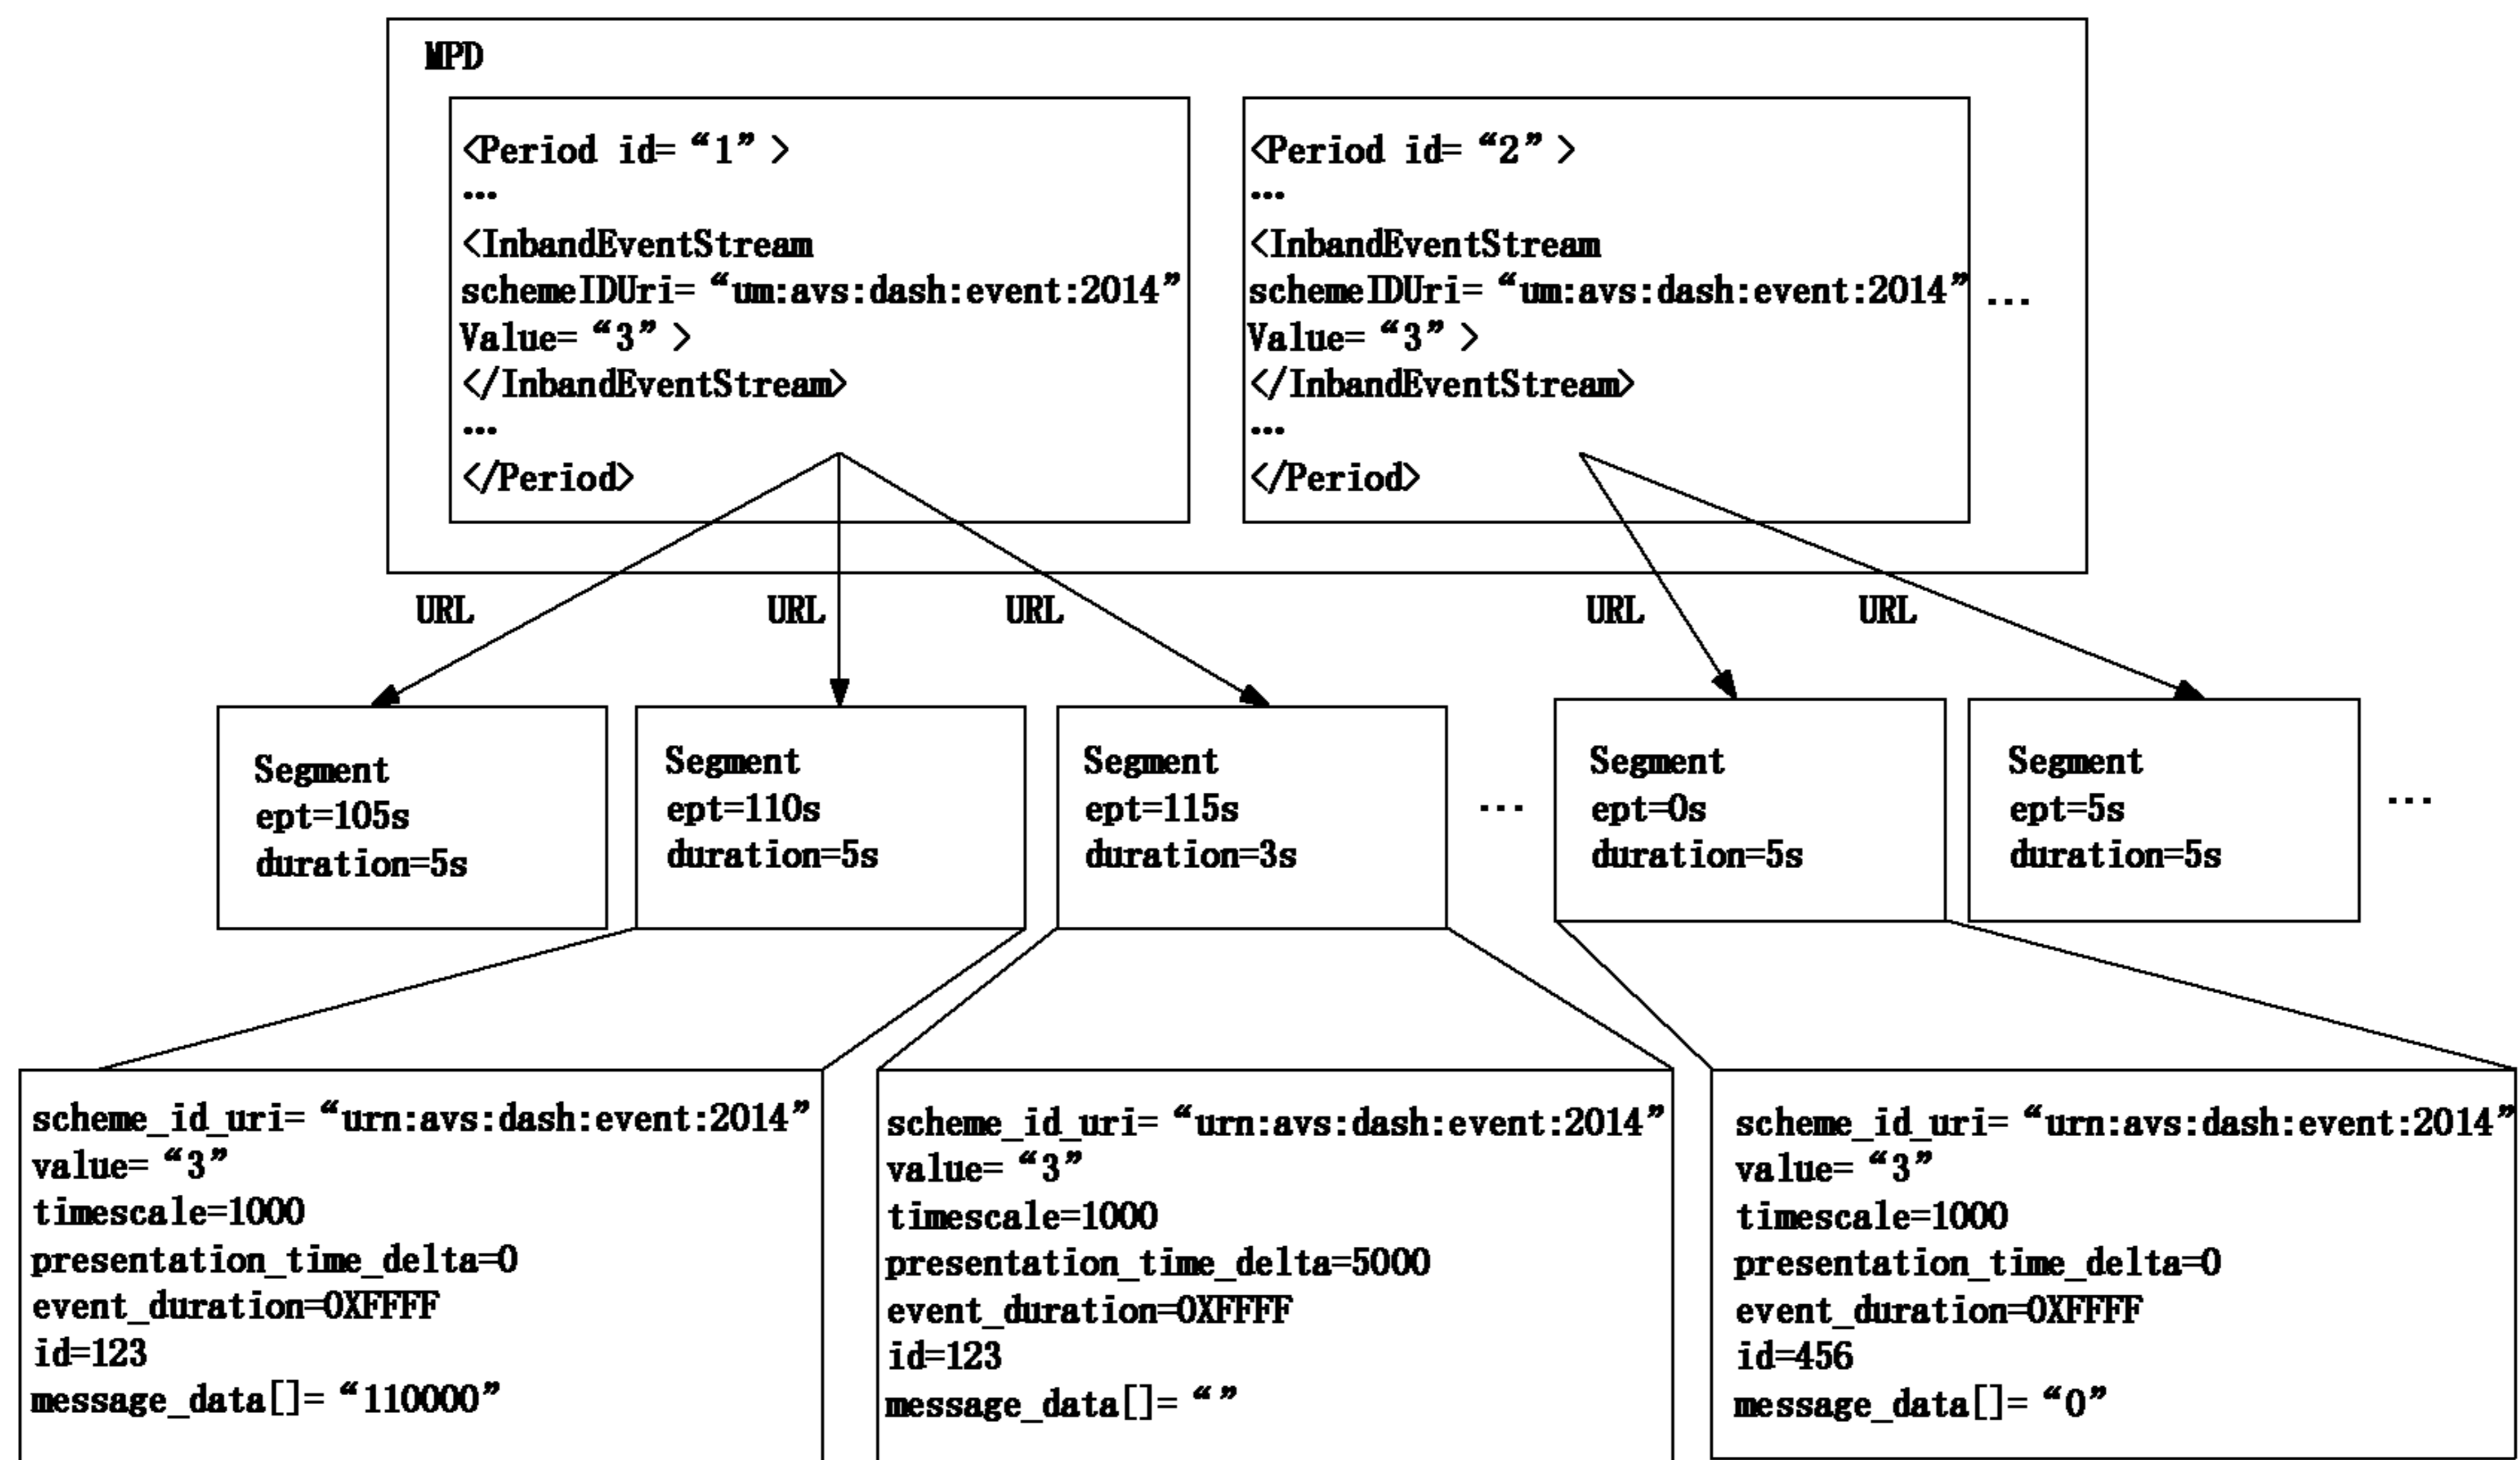 MPD
<Period id= “1” >
...
<InbandEventStream
schemeIDUri= “um:avs:dash:event:2014”
Value= “3” >
</InbandEventStream>
...
</Period>
<Period id= “2” >
...
<InbandEventStream
schemeIDUri= “um:avs:dash:event:2014”
Value= “3” >
</InbandEventStream>
...
</Period>
...
URL
URL
URL
URL
URL
Segment
ept=105s
duration=5s
Segment
ept=110s
duration=5s
Segment
ept=115s
duration=3s
...
Segment
ept=0s
duration=5s
Segment
ept=5s
duration=5s
...
scheme_id_uri= “urn:avs:dash:event:2014”
value= “3”
timescale=1000
presentation_time_delta=0
event_duration=0XFFFF
id=123
message_data[]= “110000”
scheme_id_uri= “urn:avs:dash:event:2014”
value= “3”
timescale=1000
presentation_time_delta=5000
event_duration=0XFFFF
id=123
message_data[]= “ ”
scheme_id_uri= “urn:avs:dash:event:2014”
value= “3”
timescale=1000
presentation_time_delta=0
event_duration=0XFFFF
id=456
message_data[]= “0”